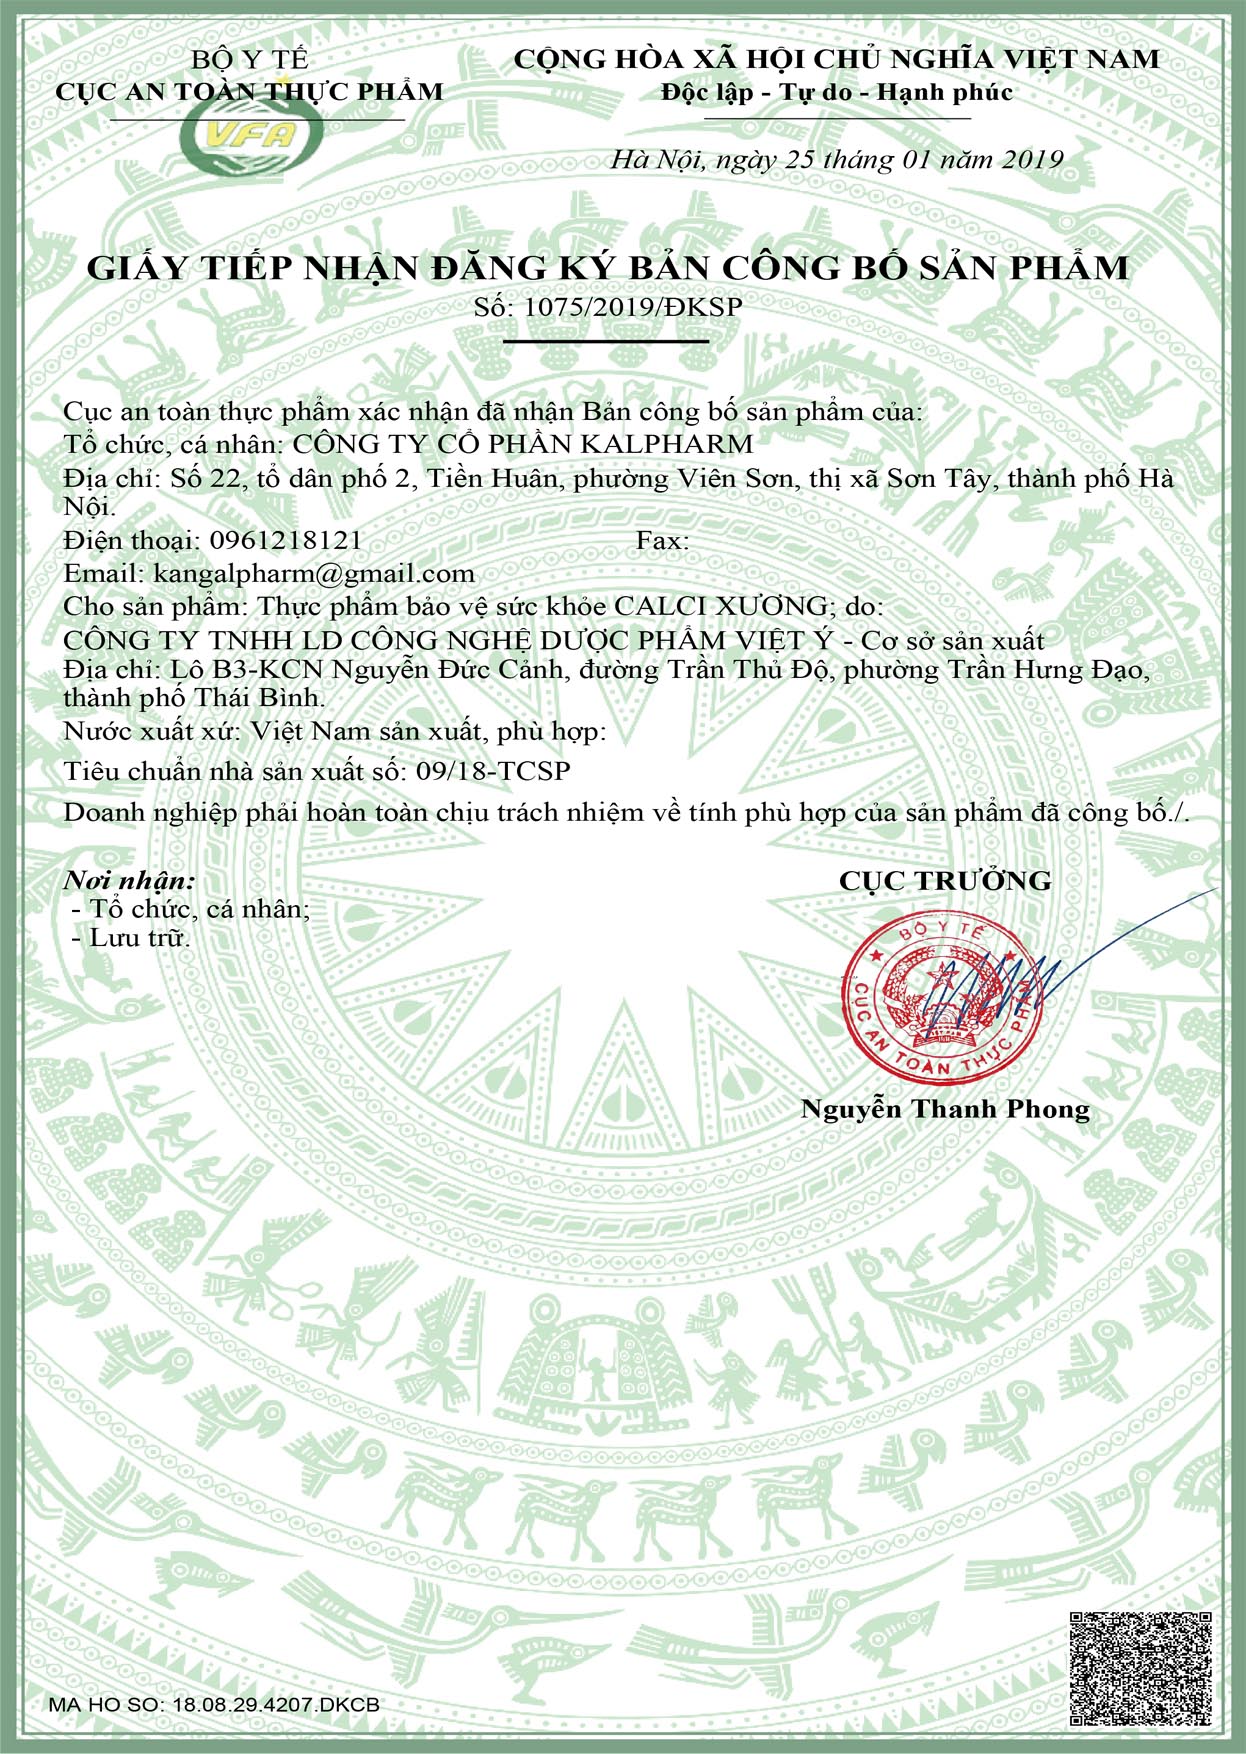 BỘ Y TẾ
CỤC AN TOÀN THỰC PHẨM
VFA
CỘNG HÒA XÃ HỘI CHỦ NGHĨA VIỆT NAM
Độc lập - Tự do - Hạnh phúc
Hà Nội, ngày 25 tháng 01 năm 2019
GIẤY TIẾP NHẬN ĐĂNG KÝ BẢN CÔNG BỐ SẢN PHẨM
Số: 1075/2019/ĐKSP
Cục an toàn thực phẩm xác nhận đã nhận Bản công bố sản phẩm của:
Tổ chức, cá nhân: CÔNG TY CỔ PHẦN KALPHARM
Địa chỉ: Số 22, tổ dân phố 2, Tiền Huân, phường Viên Sơn, thị xã Sơn Tây, thành phố Hà
Nội.
Điện thoại: 0961218121 Fax:
Email: kangalpharm@gmail.com
Cho sản phẩm: Thực phẩm bảo vệ sức khỏe CALCI XƯƠNG; do:
CÔNG TY TNHH LD CÔNG NGHỆ DƯỢC PHẨM VIỆT Ý - Cơ sở sản xuất
Địa chỉ: Lô B3-KCN Nguyễn Đức Cảnh, đường Trần Thủ Độ, phường Trần Hưng Đạo,
thành phố Thái Bình.
Nước xuất xứ: Việt Nam sản xuất, phù hợp:
Tiêu chuẩn nhà sản xuất số: 09/18-TCSP
Doanh nghiệp phải hoàn toàn chịu trách nhiệm về tính phù hợp của sản phẩm đã công bố./.
Nơi nhận:
- Tổ chức, cá nhân;
- Lưu trữ.
CỤC TRƯỞNG
BỘ Y TẾ
CỤC AN TOÀN THỰC PHẨM
Nguyễn Thanh Phong
MA HO SO: 18.08.29.4207.DKCB